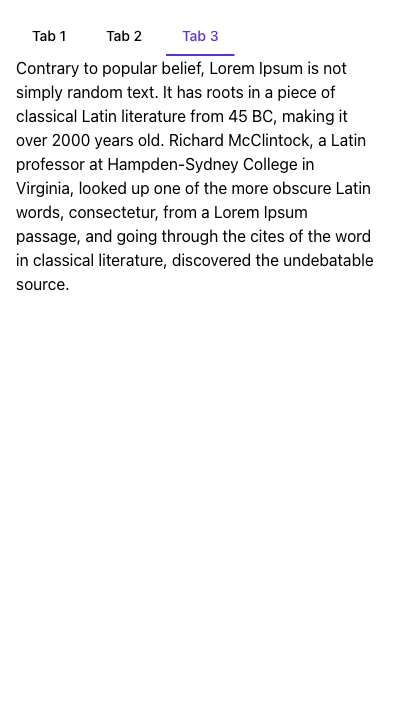 Tab 1 Tab 2 Tab 3
Contrary to popular belief, Lorem Ipsum is not
simply random text. It has roots in a piece of
classical Latin literature from 45 BC, making it
over 2000 years old. Richard McClintock, a Latin
professor at Hampden-Sydney College in
Virginia, looked up one of the more obscure Latin
words, consectetur, from a Lorem Ipsum
passage, and going through the cites of the word
in classical literature, discovered the undebatable
source.